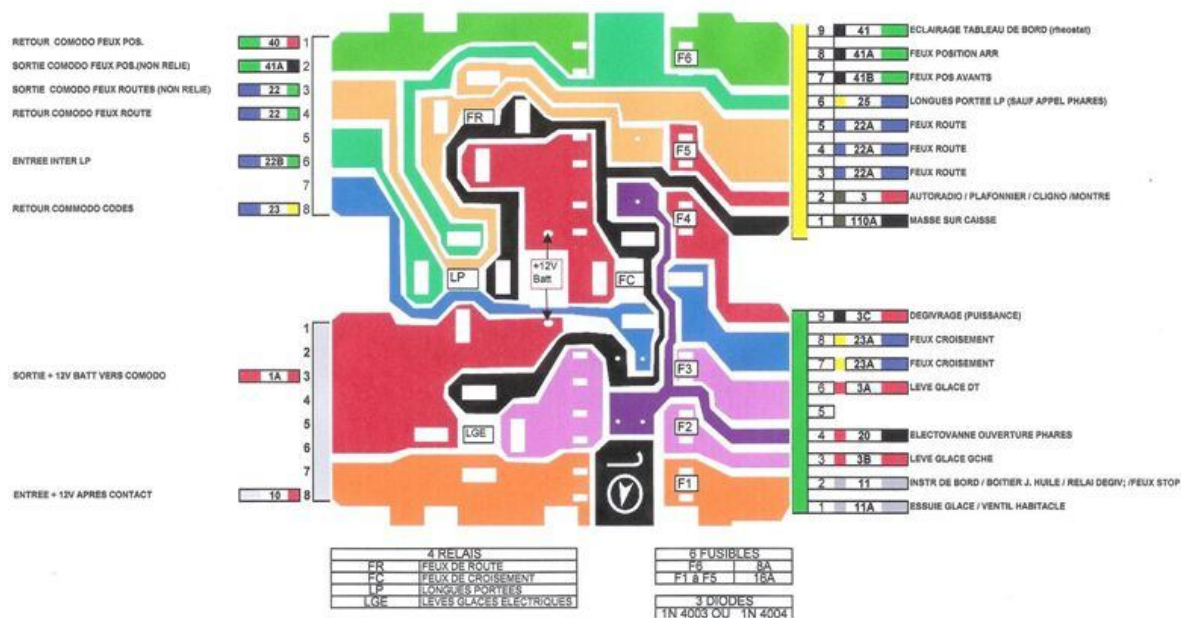 RETOUR COMODO FEUX POS. 40 1
SORTIE COMODO FEUX POS.(NON RELIE) 41A 2
SORTIE COMODO FEUX ROUTES (NON RELIE) 22 3
RETOUR COMODO FEUX ROUTE 22 4
5
ENTREE INTER LP 22B 6
7
RETOUR COMMODO CODES 23 8
1
2
SORTIE + 12V BATT VERS COMODO 1A 3
4
5
6
7
ENTREE + 12V APRES CONTACT 10 8
F6
FR
F5
F4
+12V
Batt
LP
FC
F3
LGE
F2
F1
9 41 ECLAIRAGE TABLEAU DE BORD (rheostat)
8 41A FEUX POSITION ARR
7 41B FEUX POS AVANTS
6 25 LONGUES PORTEE LP (SAUF APPEL PHARES)
5 22A FEUX ROUTE
4 22A FEUX ROUTE
3 22A FEUX ROUTE
2 3 AUTORADIO / PLAFONNIER / CLIGNO /MONTRE
1 110A MASSE SUR CAISSE
9 3C DEGIVRAGE (PUISSANCE)
8 23A FEUX CROISEMENT
7 23A FEUX CROISEMENT
6 3A LEVE GLACE DT
5
4 20 ELECTOVANNE OUVERTURE PHARES
3 3B LEVE GLACE GCHE
2 11 INSTR DE BORD / BOITIER J. HUILE / RELAI DEGIV; /FEUX STOP
1 11A ESSUIE GLACE / VENTIL HABITACLE
4 RELAIS
FR FEUX DE ROUTE
FC FEUX DE CROISEMENT
LP LONGUES PORTEES
LGE LEVES GLACES ELECTRIQUES
6 FUSIBLES
F6 8A
F1 à F5 16A
3 DIODES
1N 4003 OU 1N 4004